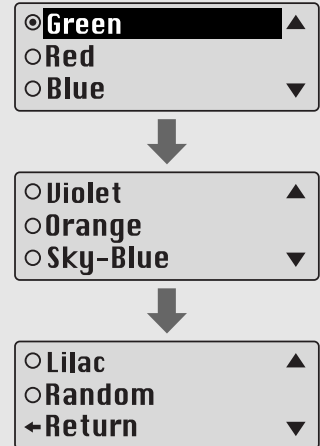 Green
Red
Blue
Violet
Orange
Sky-Blue
Lilac
Random
Return